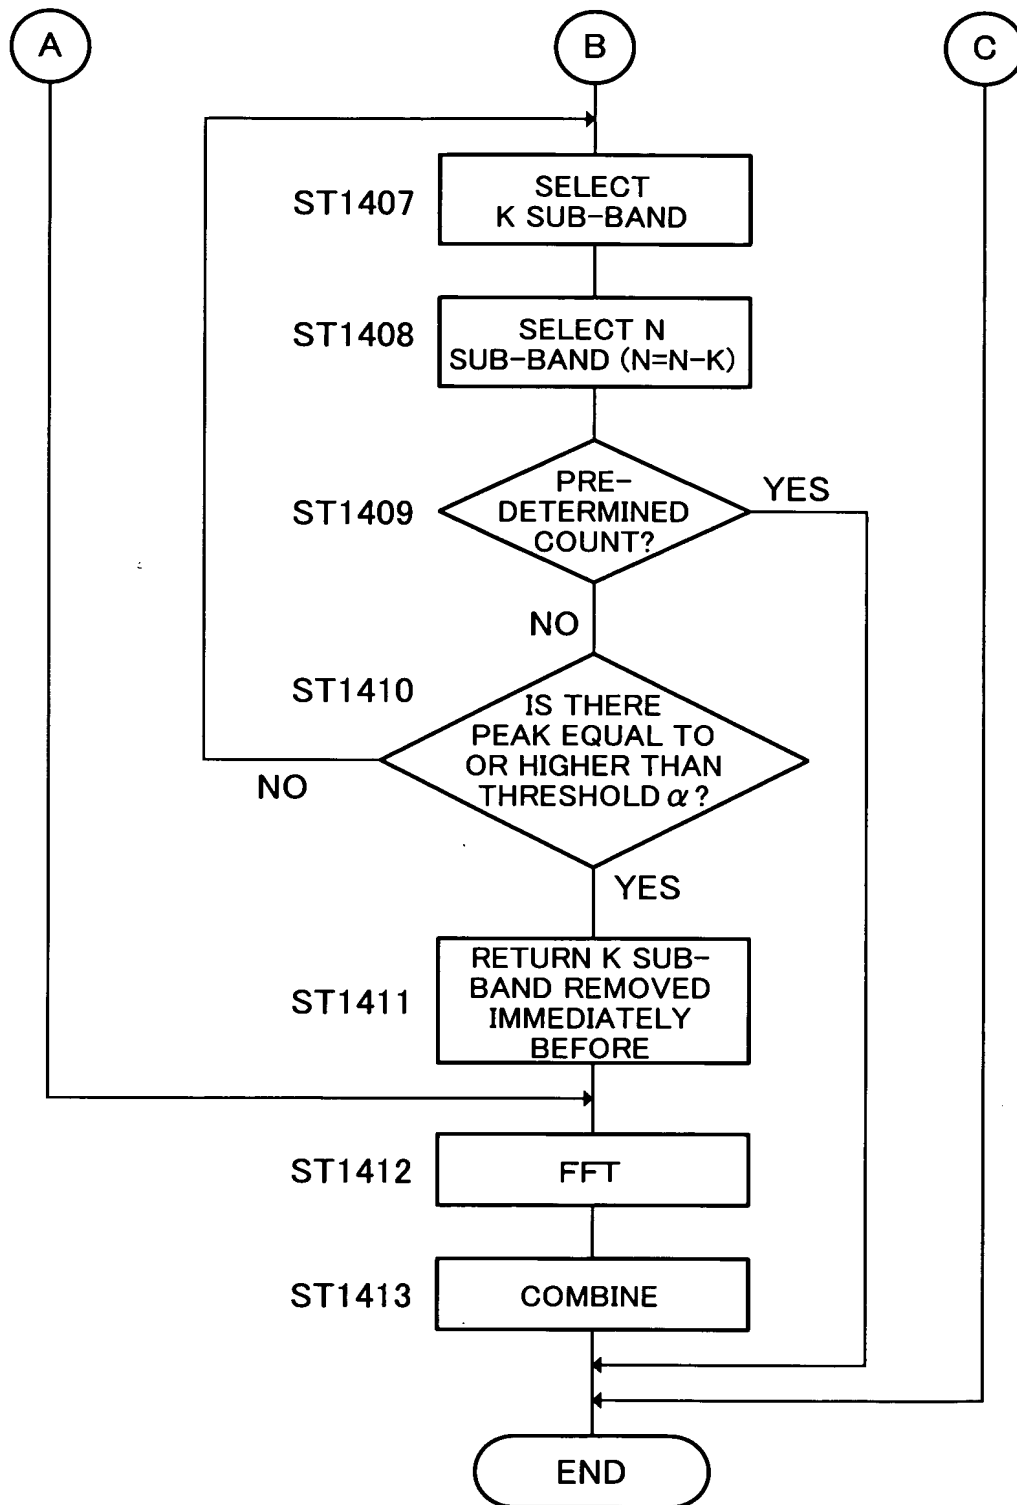 A
B
C
ST1407
SELECT
K SUB-BAND
ST1408
SELECT N
SUB-BAND (N=N-K)
ST1409
PRE-
DETERMINED
COUNT?
YES
NO
ST1410
IS THERE
PEAK EQUAL TO
OR HIGHER THAN
THRESHOLD α?
NO
YES
ST1411
RETURN K SUB-
BAND REMOVED
IMMEDIATELY
BEFORE
ST1412
FFT
ST1413
COMBINE
END